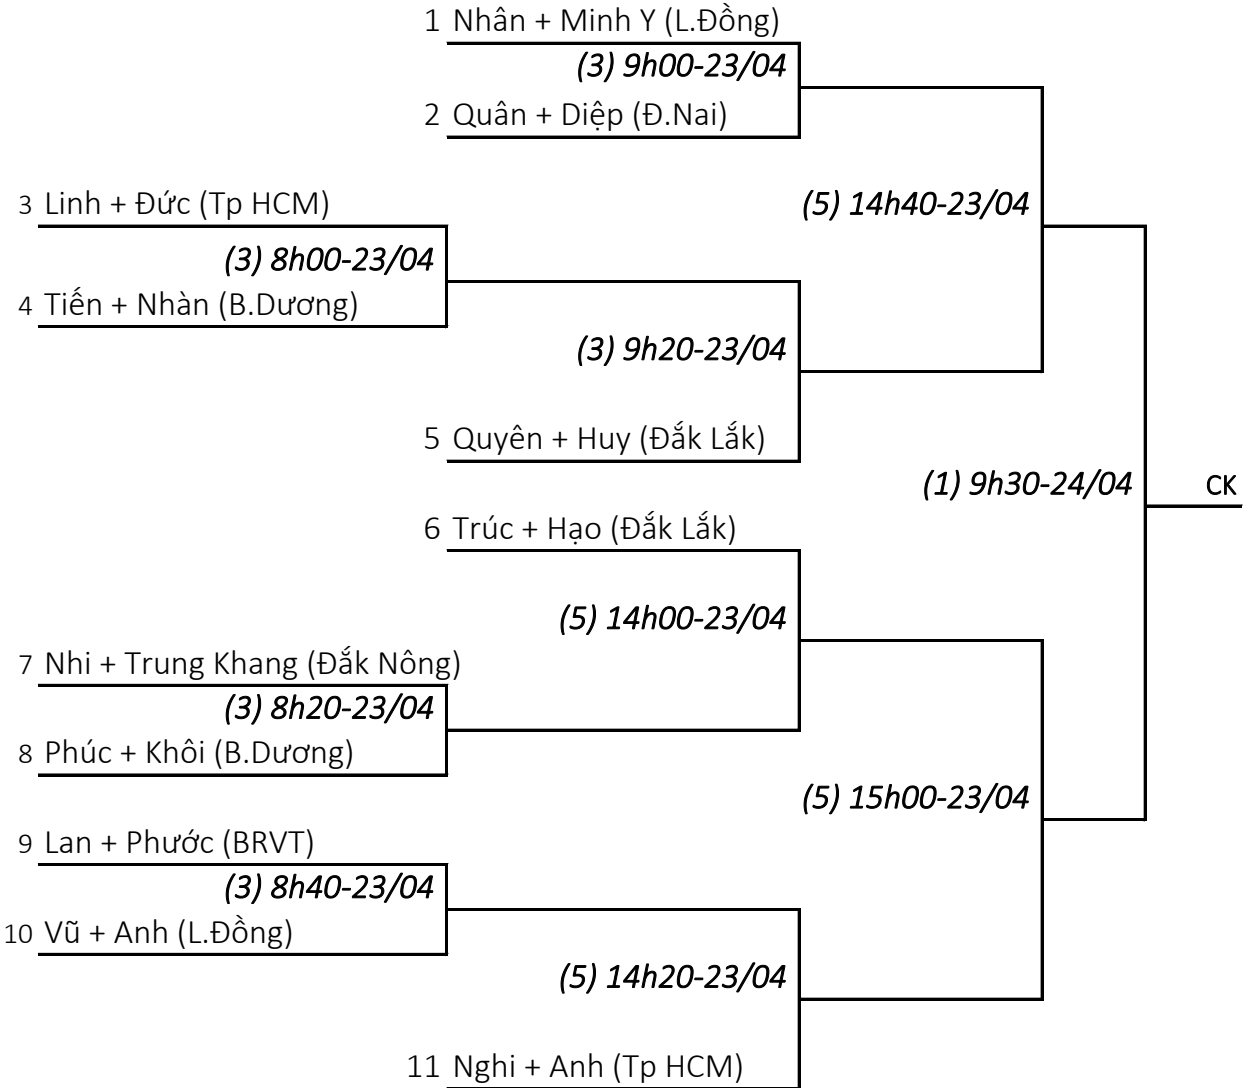 1 Nhân + Minh Y (L.Đồng)
(3) 9h00-23/04
2 Quân + Diệp (Đ.Nai)
3 Linh + Đức (Tp HCM)
(5) 14h40-23/04
(3) 8h00-23/04
4 Tiến + Nhàn (B.Dương)
(3) 9h20-23/04
5 Quyên + Huy (Đắk Lắk)
(1) 9h30-24/04
CK
6 Trúc + Hạo (Đắk Lắk)
(5) 14h00-23/04
7 Nhi + Trung Khang (Đắk Nông)
(3) 8h20-23/04
8 Phúc + Khôi (B.Dương)
(5) 15h00-23/04
9 Lan + Phước (BRVT)
(3) 8h40-23/04
10 Vũ + Anh (L.Đồng)
(5) 14h20-23/04
11 Nghi + Anh (Tp HCM)